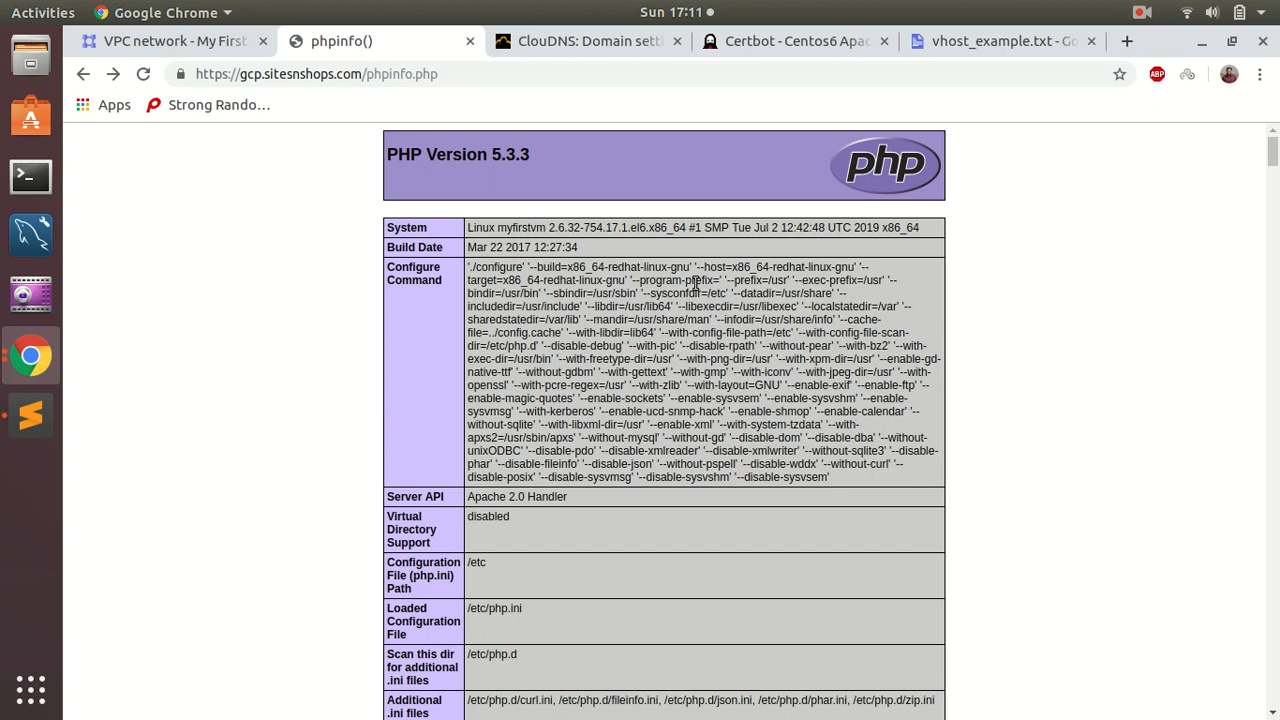 Activities Google Chrome Sun 17:11
VPC network - My First phpinfo() ClouDNS: Domain sett Certbot - Centos6 Apac vhost_example.txt - Go
https://gcp.sitesnshops.com/phpinfo.php ABP
Apps Strong Rando…
PHP Version 5.3.3 php
System Linux myfirstvm 2.6.32-754.17.1.el6.x86_64 #1 SMP Tue Jul 2 12:42:48 UTC 2019 x86_64
Build Date Mar 22 2017 12:27:34
Configure
Command
'./configure' '--build=x86_64-redhat-linux-gnu' '--host=x86_64-redhat-linux-gnu' '--
target=x86_64-redhat-linux-gnu' '--program-prefix=' '--prefix=/usr' '--exec-prefix=/usr' '--
bindir=/usr/bin' '--sbindir=/usr/sbin' '--sysconfdir=/etc' '--datadir=/usr/share' '--
includedir=/usr/include' '--libdir=/usr/lib64' '--libexecdir=/usr/libexec' '--localstatedir=/var' '--
sharedstatedir=/var/lib' '--mandir=/usr/share/man' '--infodir=/usr/share/info' '--cache-
file=../config.cache' '--with-libdir=lib64' '--with-config-file-path=/etc' '--with-config-file-scan-
dir=/etc/php.d' '--disable-debug' '--with-pic' '--disable-rpath' '--without-pear' '--with-bz2' '--with-
exec-dir=/usr/bin' '--with-freetype-dir=/usr' '--with-png-dir=/usr' '--with-xpm-dir=/usr' '--enable-gd-
native-ttf' '--without-gdbm' '--with-gettext' '--with-gmp' '--with-iconv' '--with-jpeg-dir=/usr' '--with-
openssl' '--with-pcre-regex=/usr' '--with-zlib' '--with-layout=GNU' '--enable-exif' '--enable-ftp' '--
enable-magic-quotes' '--enable-sockets' '--enable-sysvsem' '--enable-sysvshm' '--enable-
sysvmsg' '--with-kerberos' '--enable-ucd-snmp-hack' '--enable-shmop' '--enable-calendar' '--
without-sqlite' '--with-libxml-dir=/usr' '--enable-xml' '--with-system-tzdata' '--with-
apxs2=/usr/sbin/apxs' '--without-mysql' '--without-gd' '--disable-dom' '--disable-dba' '--without-
unixODBC' '--disable-pdo' '--disable-xmlreader' '--disable-xmlwriter' '--without-sqlite3' '--disable-
phar' '--disable-fileinfo' '--disable-json' '--without-pspell' '--disable-wddx' '--without-curl' '--
disable-posix' '--disable-sysvmsg' '--disable-sysvshm' '--disable-sysvsem'
Server API Apache 2.0 Handler
Virtual
Directory
Support
disabled
Configuration
File (php.ini)
Path
/etc
Loaded
Configuration
File
/etc/php.ini
Scan this dir
for additional
.ini files
/etc/php.d
Additional
.ini files
/etc/php.d/curl.ini, /etc/php.d/fileinfo.ini, /etc/php.d/json.ini, /etc/php.d/phar.ini, /etc/php.d/zip.ini